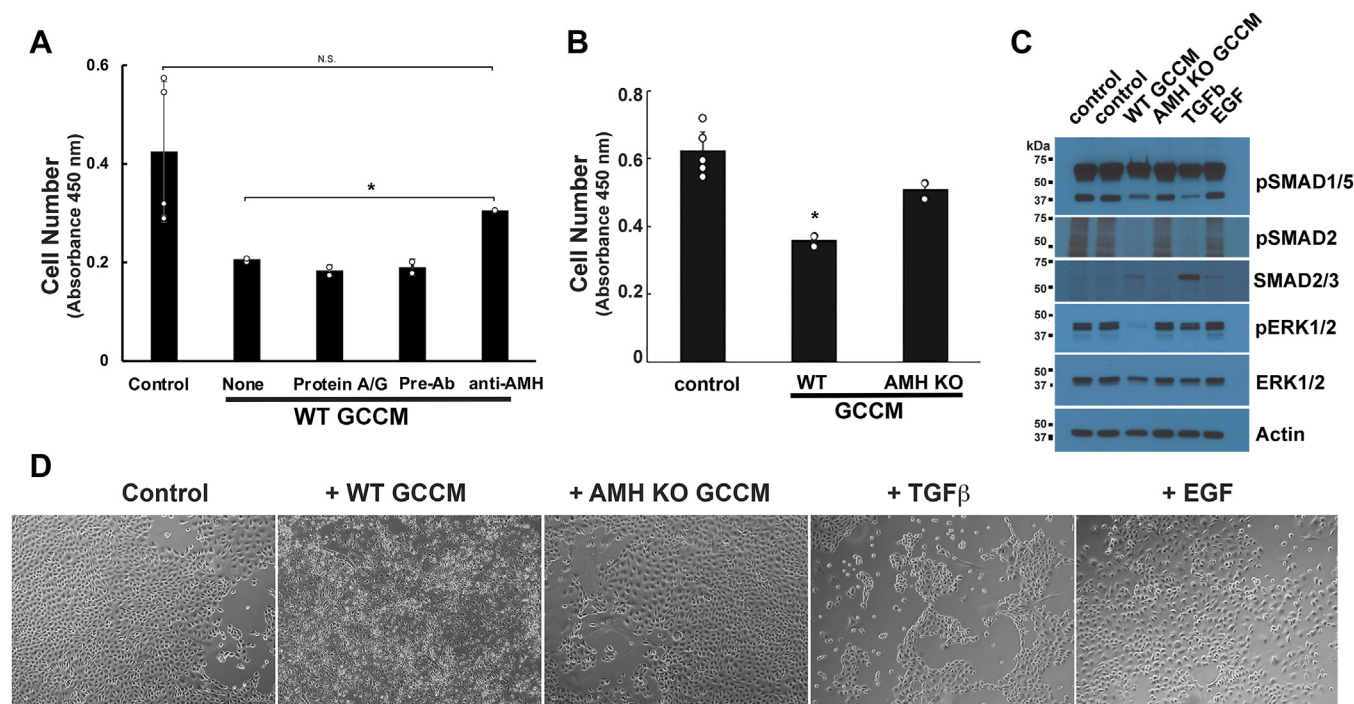 A
0.6
0.4
0.2
0
Cell Number
(Absorbance 450 nm)
N.S.
*
Control
None
Protein A/G
Pre-Ab
anti-AMH
WT GCCM
B
0.8
0.6
0.4
0.2
0
Cell Number
(Absorbance 450 nm)
*
control
WT
AMH KO
GCCM
C
control
control
WT GCCM
AMH KO GCCM
TGFb
EGF
kDa
75
50
37
pSMAD1/5
75
50
pSMAD2
75
50
SMAD2/3
50
37
pERK1/2
50
37
ERK1/2
50
37
Actin
D
Control
+ WT GCCM
+ AMH KO GCCM
+ TGFβ
+ EGF